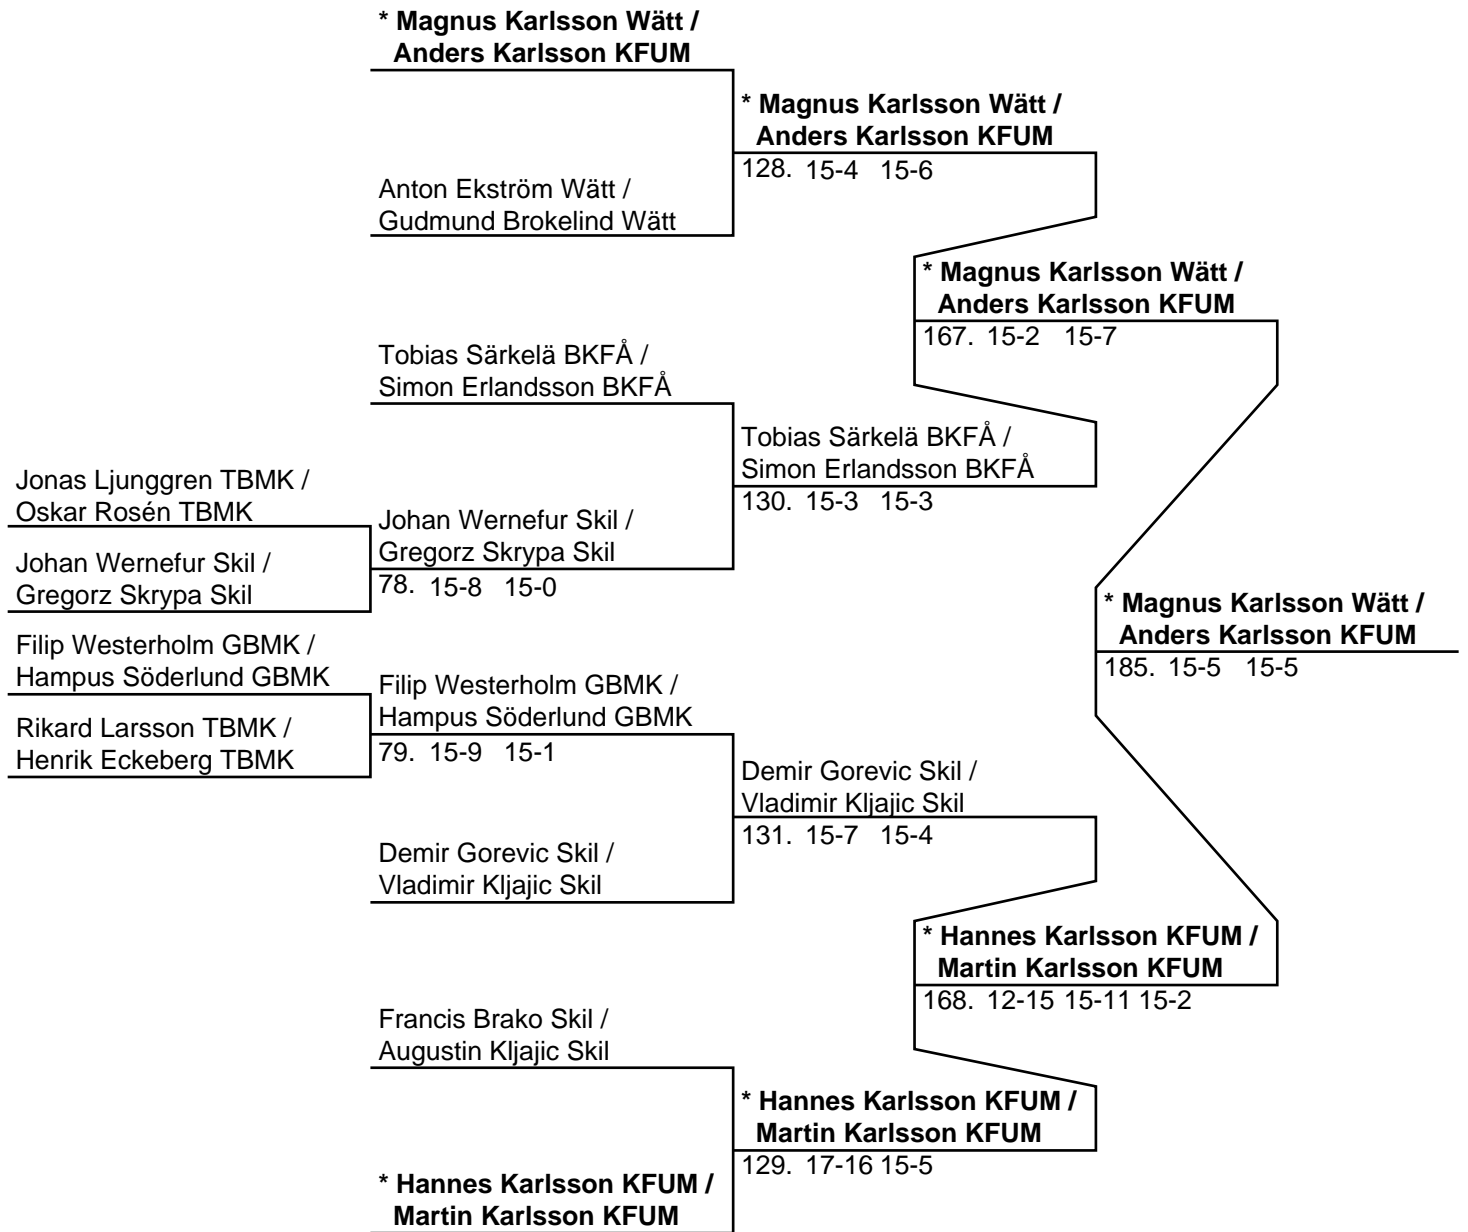 * Magnus Karlsson Wätt /
Anders Karlsson KFUM
* Magnus Karlsson Wätt /
Anders Karlsson KFUM
128. 15-4 15-6
Anton Ekström Wätt /
Gudmund Brokelind Wätt
* Magnus Karlsson Wätt /
Anders Karlsson KFUM
167. 15-2 15-7
Tobias Särkelä BKFÅ /
Simon Erlandsson BKFÅ
Tobias Särkelä BKFÅ /
Simon Erlandsson BKFÅ
130. 15-3 15-3
Jonas Ljunggren TBMK /
Oskar Rosén TBMK
Johan Wernefur Skil /
Gregorz Skrypa Skil
78. 15-8 15-0
Johan Wernefur Skil /
Gregorz Skrypa Skil
* Magnus Karlsson Wätt /
Anders Karlsson KFUM
185. 15-5 15-5
Filip Westerholm GBMK /
Hampus Söderlund GBMK
Filip Westerholm GBMK /
Hampus Söderlund GBMK
79. 15-9 15-1
Rikard Larsson TBMK /
Henrik Eckeberg TBMK
Demir Gorevic Skil /
Vladimir Kljajic Skil
131. 15-7 15-4
Demir Gorevic Skil /
Vladimir Kljajic Skil
* Hannes Karlsson KFUM /
Martin Karlsson KFUM
168. 12-15 15-11 15-2
Francis Brako Skil /
Augustin Kljajic Skil
* Hannes Karlsson KFUM /
Martin Karlsson KFUM
129. 17-16 15-5
* Hannes Karlsson KFUM /
Martin Karlsson KFUM